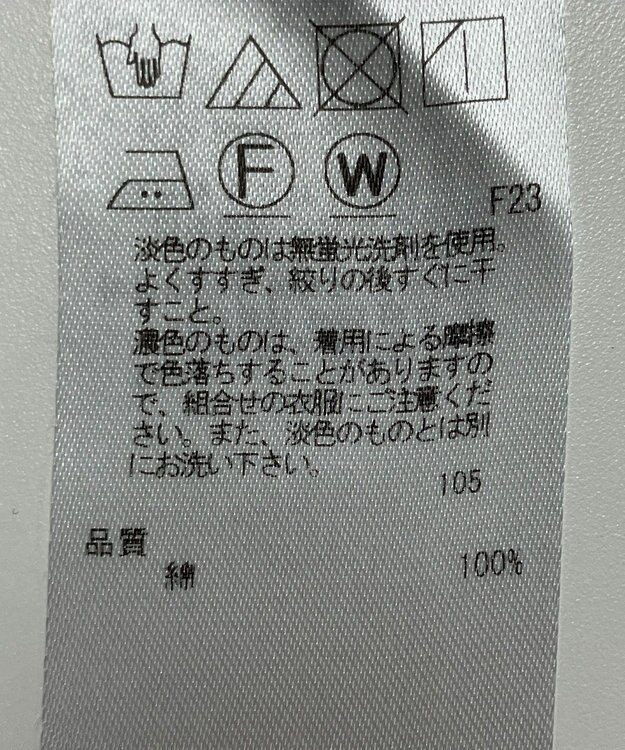 F W
F23
淡色のものは無蛍光洗剤を使用。
よくすすぎ、絞りの後すぐに干
すこと。
濃色のものは、着用による摩擦
で色落ちすることがありますの
で、組合せの衣服にご注意くだ
さい。また、淡色のものとは別
にお洗い下さい。
105
品質
綿 100%